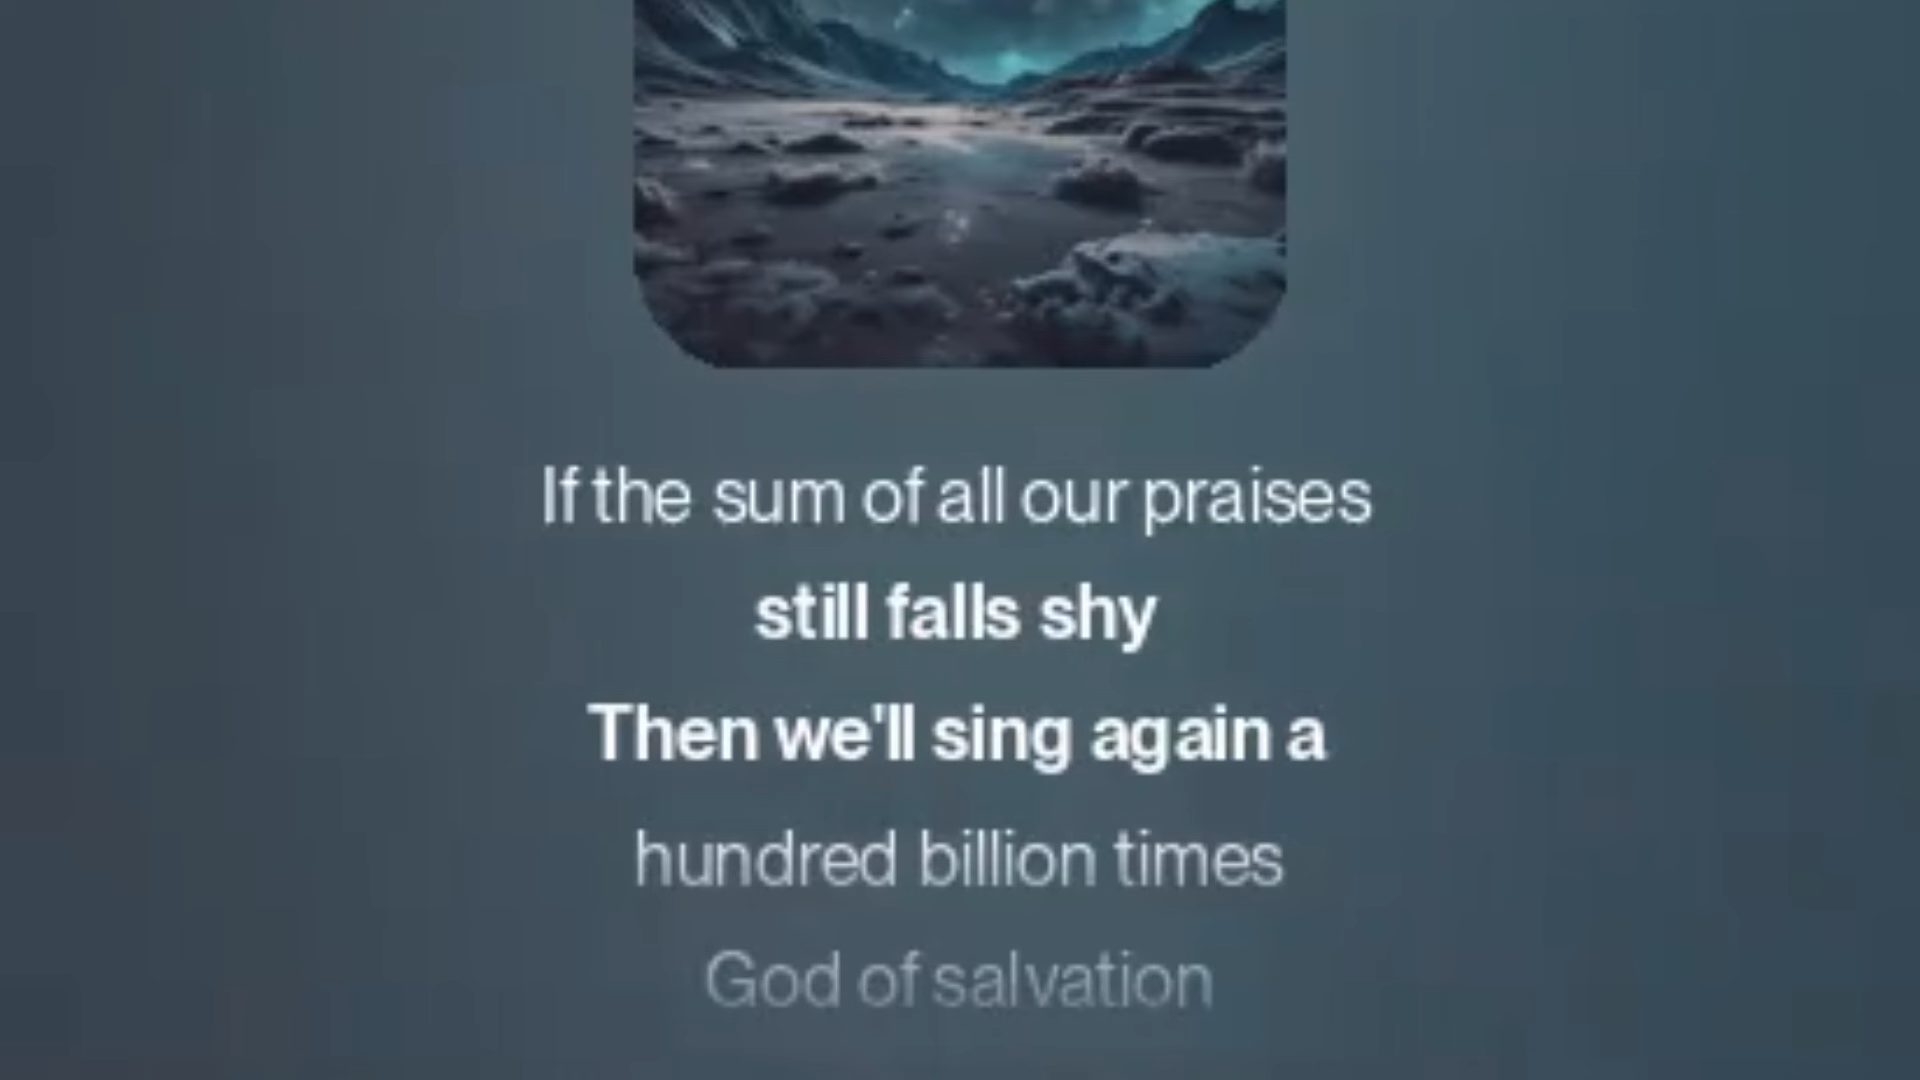 If the sum of all our praises
still falls shy
Then we'll sing again a
hundred billion times
God of salvation